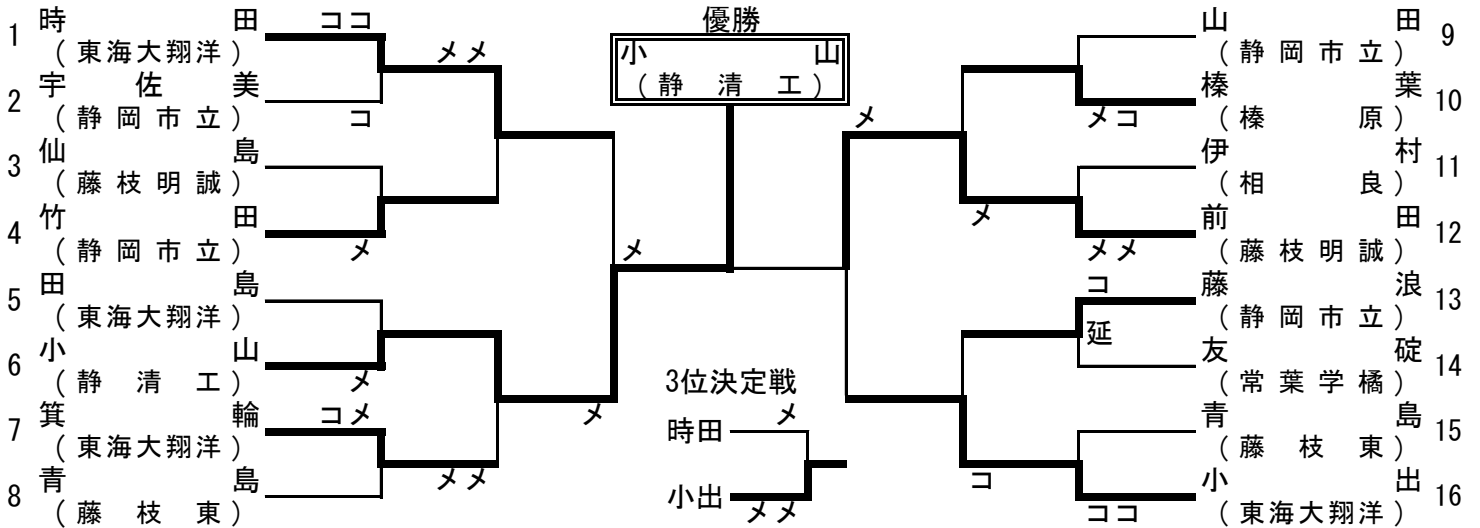 優勝
小山
(静清工)
1 時田 ココ
(東海大翔洋) メメ
2 宇佐美
(静岡市立) コ
3 仙島
(藤枝明誠)
4 竹田
(静岡市立) メ
メ
5 田島
(東海大翔洋)
6 小山
(静清工) メ
7 箕輪 コメ
(東海大翔洋) メ
8 青島 メメ
(藤枝東)
3位決定戦
時田 メ
小出 メメ
山田 9
(静岡市立)
榛葉 10
メコ (榛原)
メ
伊村 11
(相良)
メ 前田 12
メメ (藤枝明誠)
コ 藤浪 13
(静岡市立)
延 友碇 14
(常葉学橘)
青島 15
(藤枝東)
コ 小出 16
ココ (東海大翔洋)